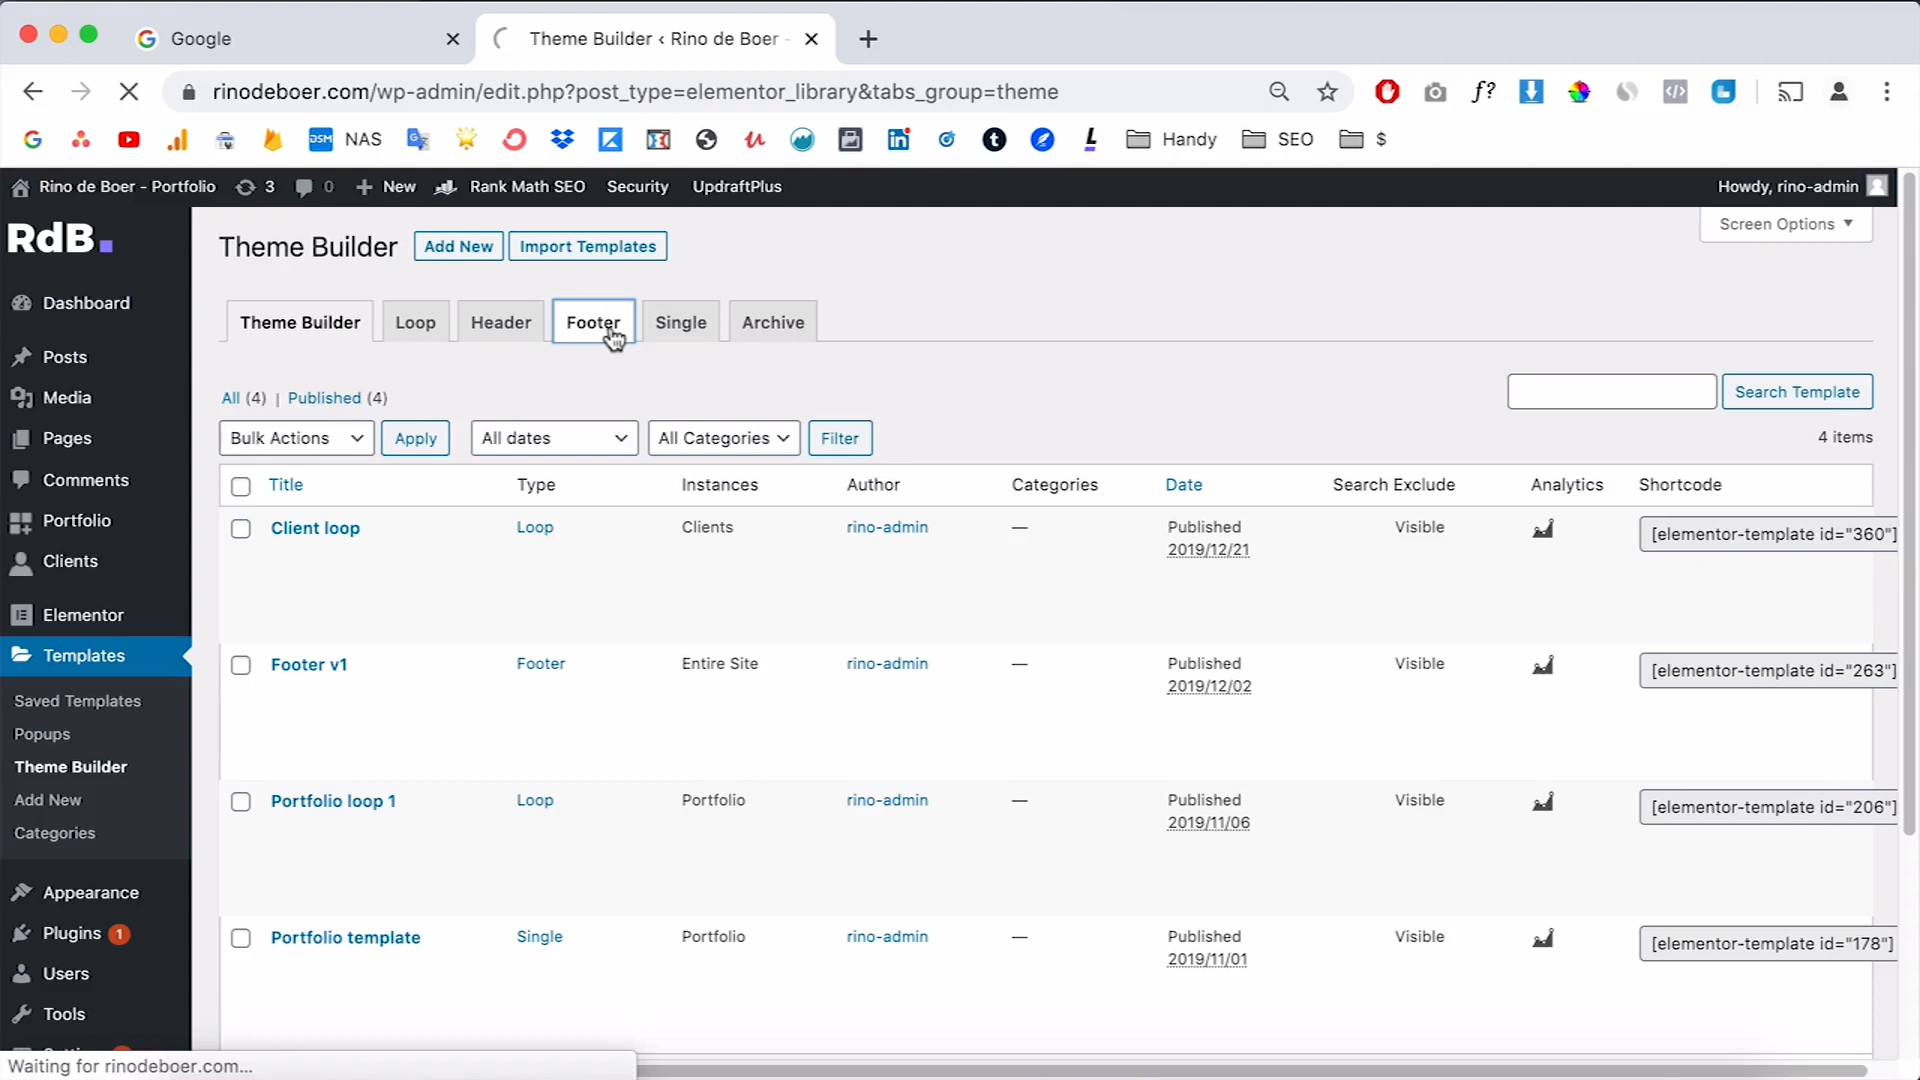 Google
Theme Builder ‹ Rino de Boer -
rinodeboer.com/wp-admin/edit.php?post_type=elementor_library&tabs_group=theme
f?
DSM NAS
Handy
SEO
$
Rino de Boer - Portfolio
3
0
New
Rank Math SEO
Security
UpdraftPlus
Howdy, rino-admin
RdB.
Dashboard
Posts
Media
Pages
Comments
Portfolio
Clients
Elementor
Templates
Saved Templates
Popups
Theme Builder
Add New
Categories
Appearance
Plugins 1
Users
Tools
Screen Options
Theme Builder
Add New
Import Templates
Theme Builder
Loop
Header
Footer
Single
Archive
All (4) | Published (4)
Search Template
Bulk Actions
Apply
All dates
All Categories
Filter
4 items
Title Type Instances Author Categories Date Search Exclude Analytics Shortcode
Client loop Loop Clients rino-admin — Published Visible [elementor-template id="360"]
2019/12/21
Footer v1 Footer Entire Site rino-admin — Published Visible [elementor-template id="263"]
2019/12/02
Portfolio loop 1 Loop Portfolio rino-admin — Published Visible [elementor-template id="206"]
2019/11/06
Portfolio template Single Portfolio rino-admin — Published Visible [elementor-template id="178"]
2019/11/01
Waiting for rinodeboer.com...